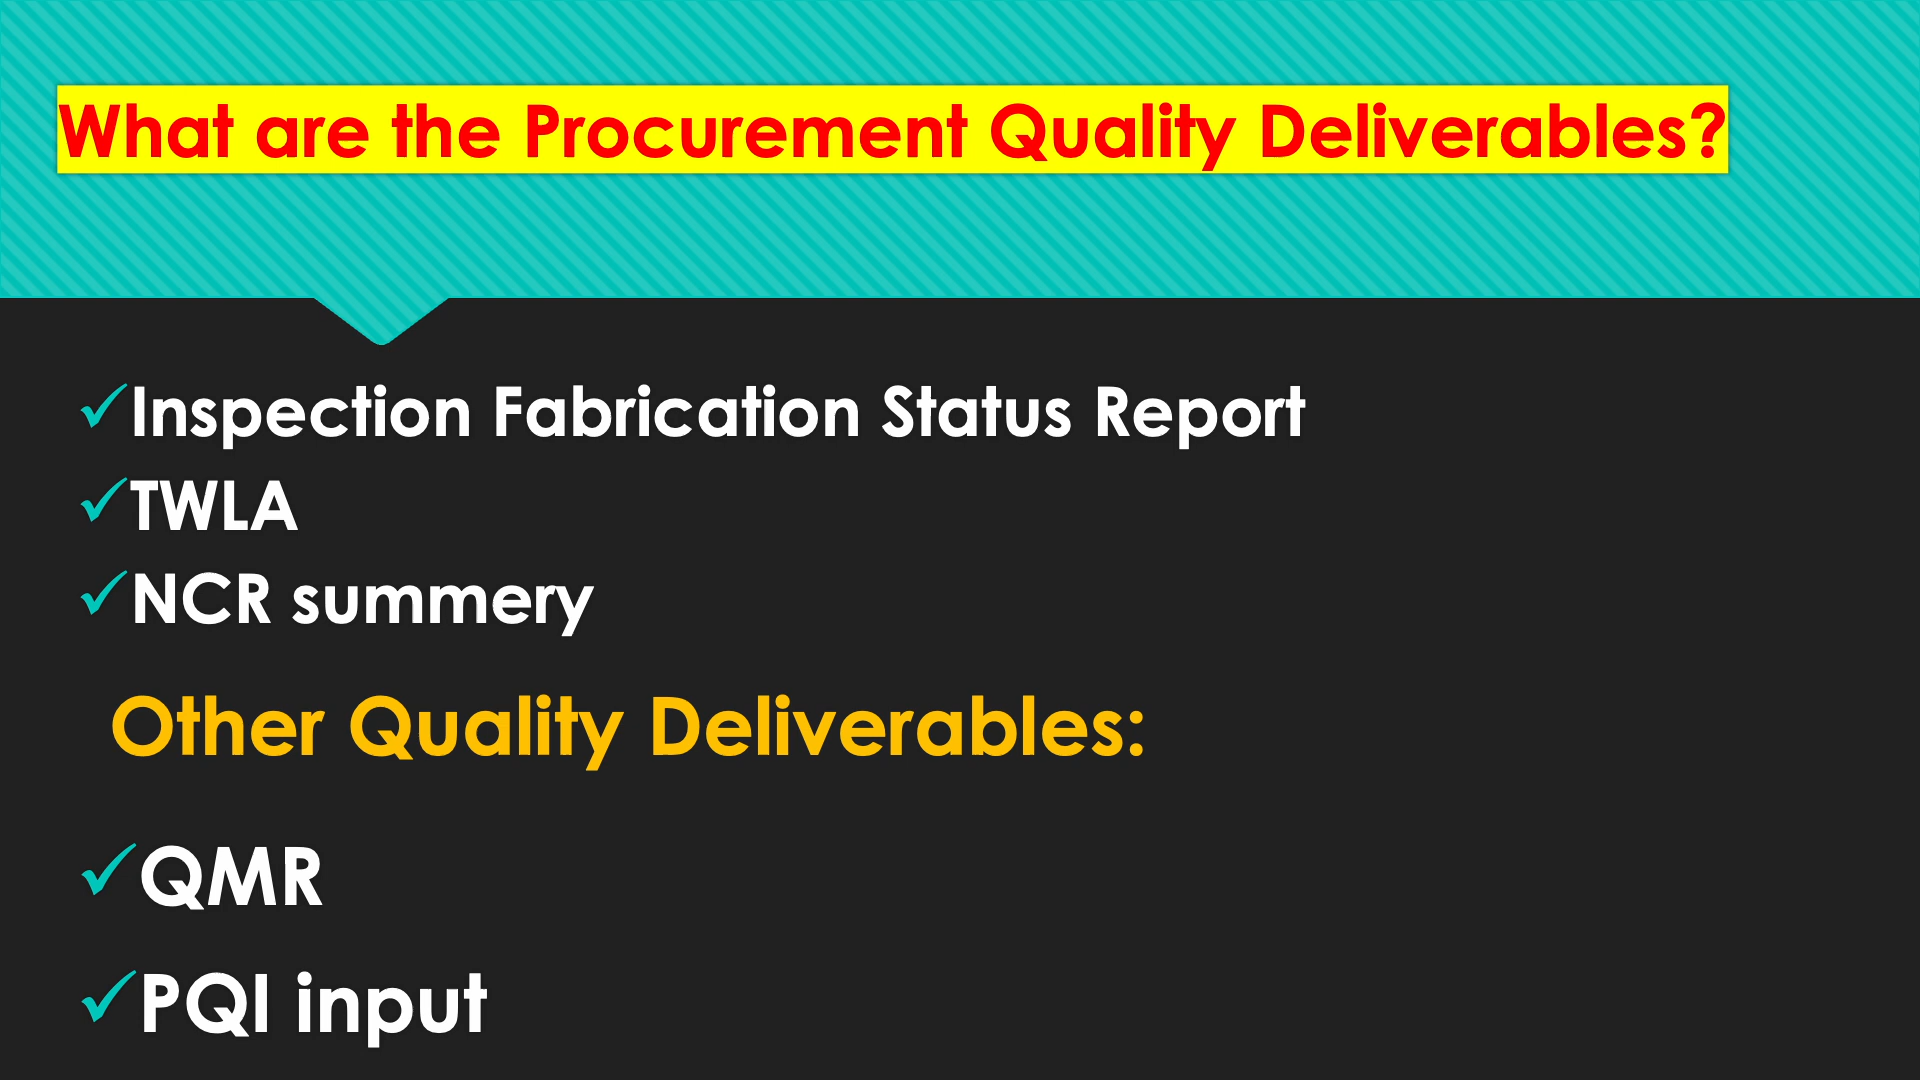 What are the Procurement Quality Deliverables?
✓Inspection Fabrication Status Report
✓TWLA
✓NCR summery
Other Quality Deliverables:
✓QMR
✓PQI input